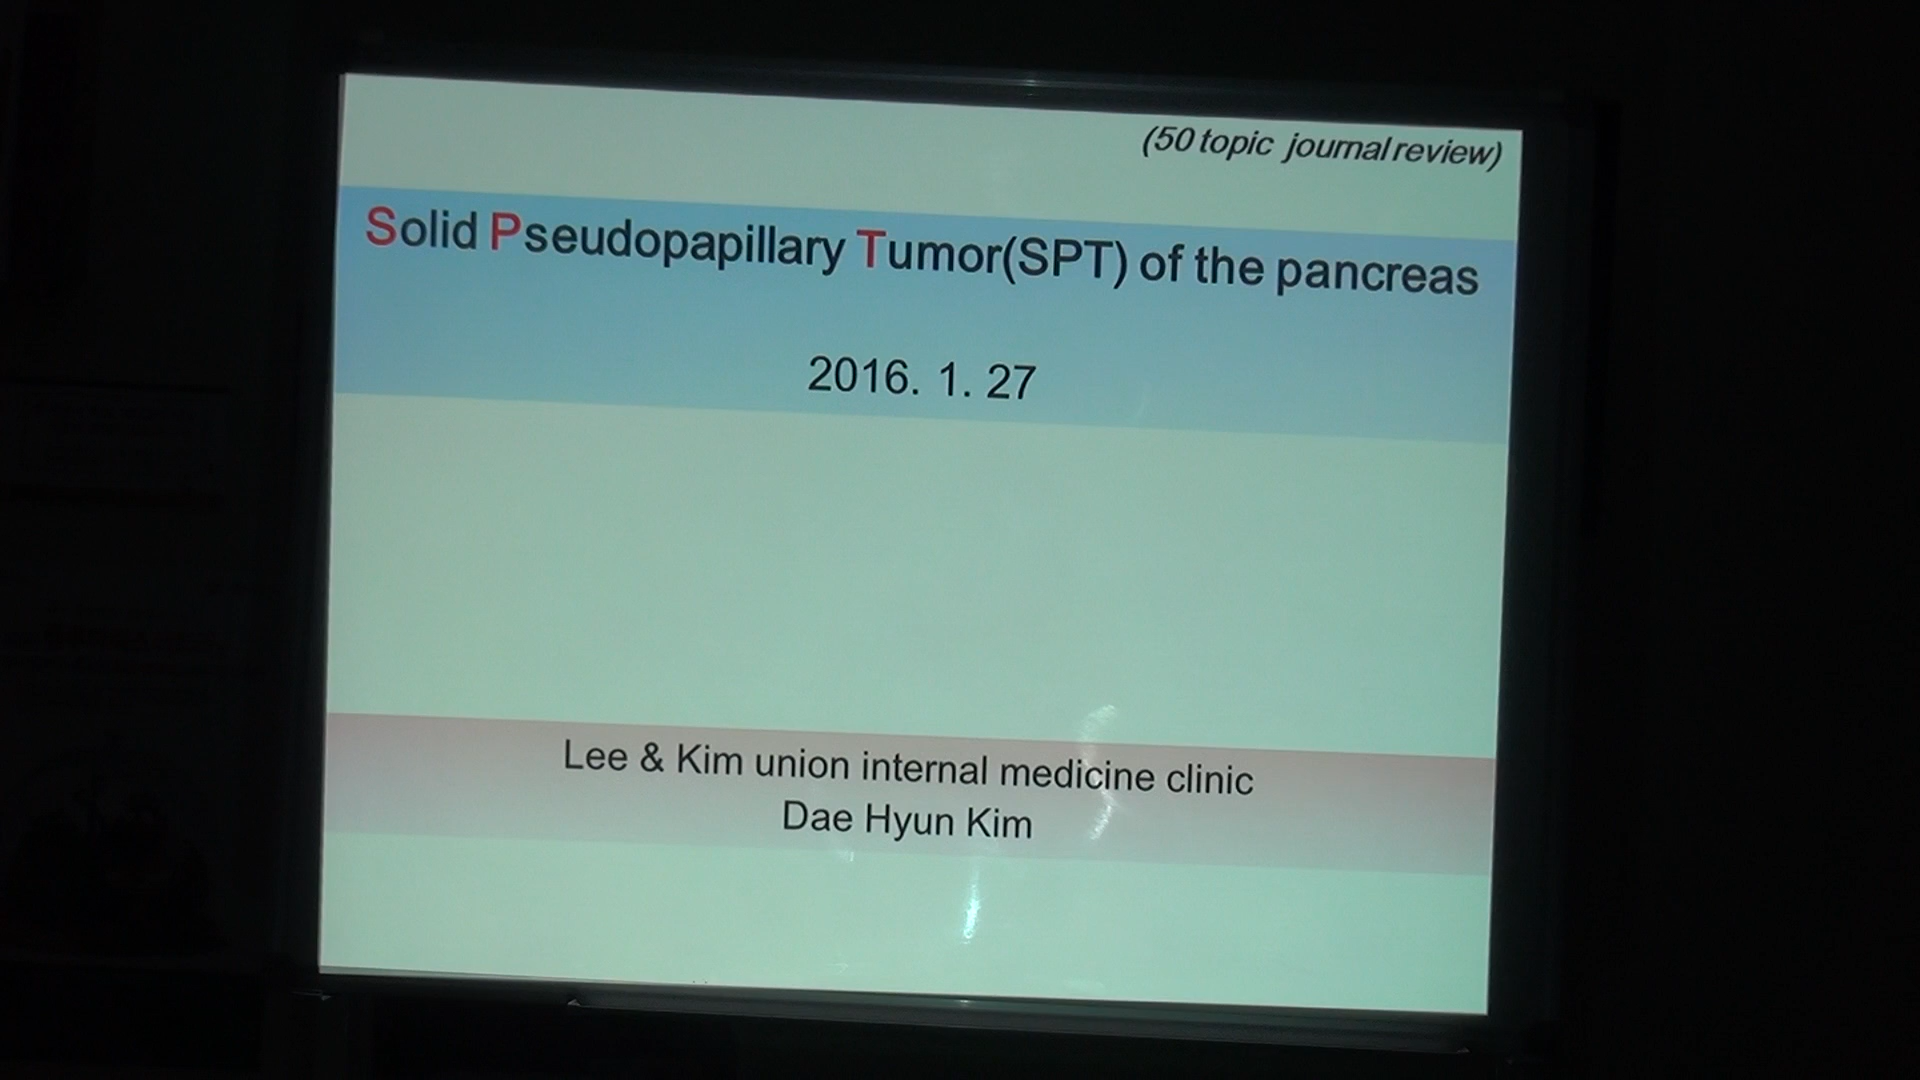 (50 topic journal review)
Solid Pseudopapillary Tumor(SPT) of the pancreas
2016. 1. 27
Lee & Kim union internal medicine clinic
Dae Hyun Kim